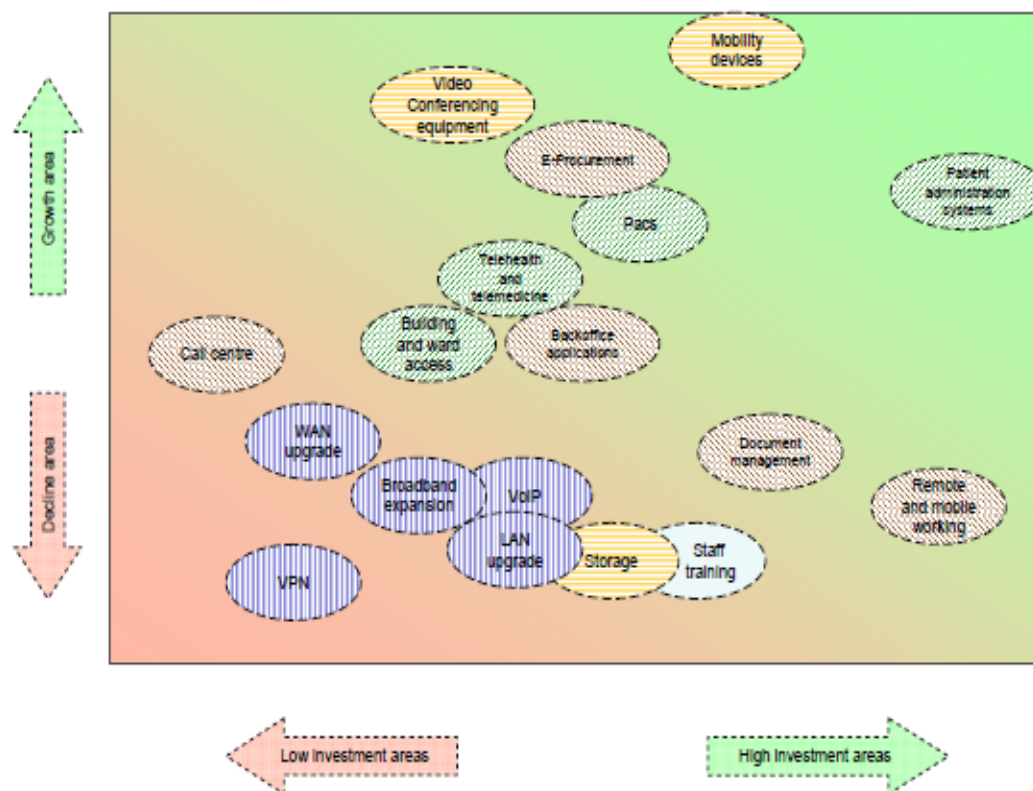 Mobility
devices
Video
Conferencing
equipment
E-Procurement
Patient
administration
systems
Pacs
Telehealth
and
telemedicine
Building
and ward
access
Backoffice
applications
Call centre
Growth area
Decline area
WAN
upgrade
Document
management
Broadband
expansion
VoIP
Remote
and mobile
working
LAN
upgrade
Storage
Staff
training
VPN
Low Investment areas
High Investment areas